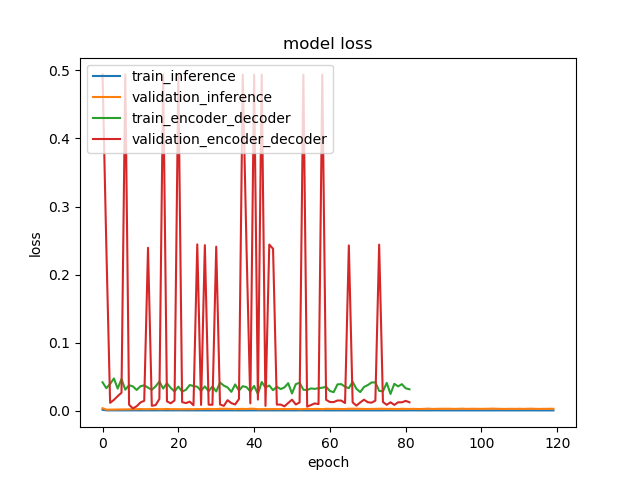 model loss
train_inference
validation_inference
train_encoder_decoder
validation_encoder_decoder
0.5
0.4
0.3
0.2
0.1
0.0
loss
0 20 40 60 80 100 120
epoch